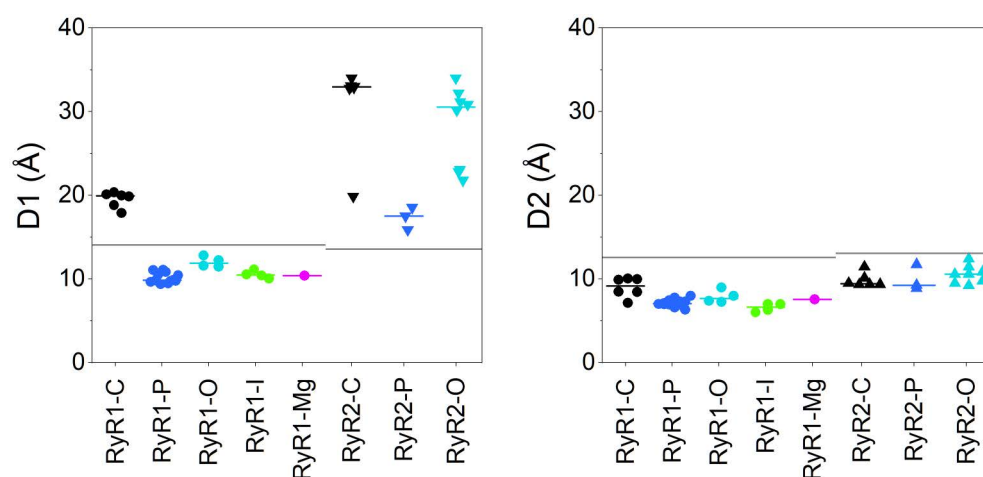 D1 (Å)
40
30
20
10
0
RyR1-C
RyR1-P
RyR1-O
RyR1-I
RyR1-Mg
RyR2-C
RyR2-P
RyR2-O
D2 (Å)
40
30
20
10
0
RyR1-C
RyR1-P
RyR1-O
RyR1-I
RyR1-Mg
RyR2-C
RyR2-P
RyR2-O